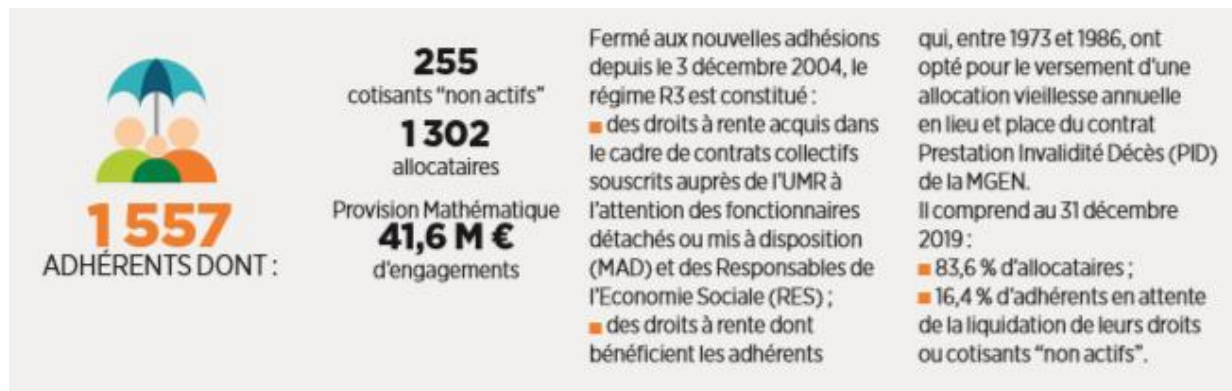 1 557
ADHÉRENTS DONT :
255
cotisants “non actifs”
1 302
allocataires
Provision Mathématique
41,6 M €
d’engagements
Fermé aux nouvelles adhésions
depuis le 3 décembre 2004, le
régime R3 est constitué :
■ des droits à rente acquis dans
le cadre de contrats collectifs
souscrits auprès de l’UMR à
l’attention des fonctionnaires
détachés ou mis à disposition
(MAD) et des Responsables de
l’Economie Sociale (RES) ;
■ des droits à rente dont
bénéficient les adhérents
qui, entre 1973 et 1986, ont
opté pour le versement d’une
allocation vieillesse annuelle
en lieu et place du contrat
Prestation Invalidité Décès (PID)
de la MGEN.
Il comprend au 31 décembre
2019 :
■ 83,6 % d’allocataires ;
■ 16,4 % d’adhérents en attente
de la liquidation de leurs droits
ou cotisants “non actifs”.